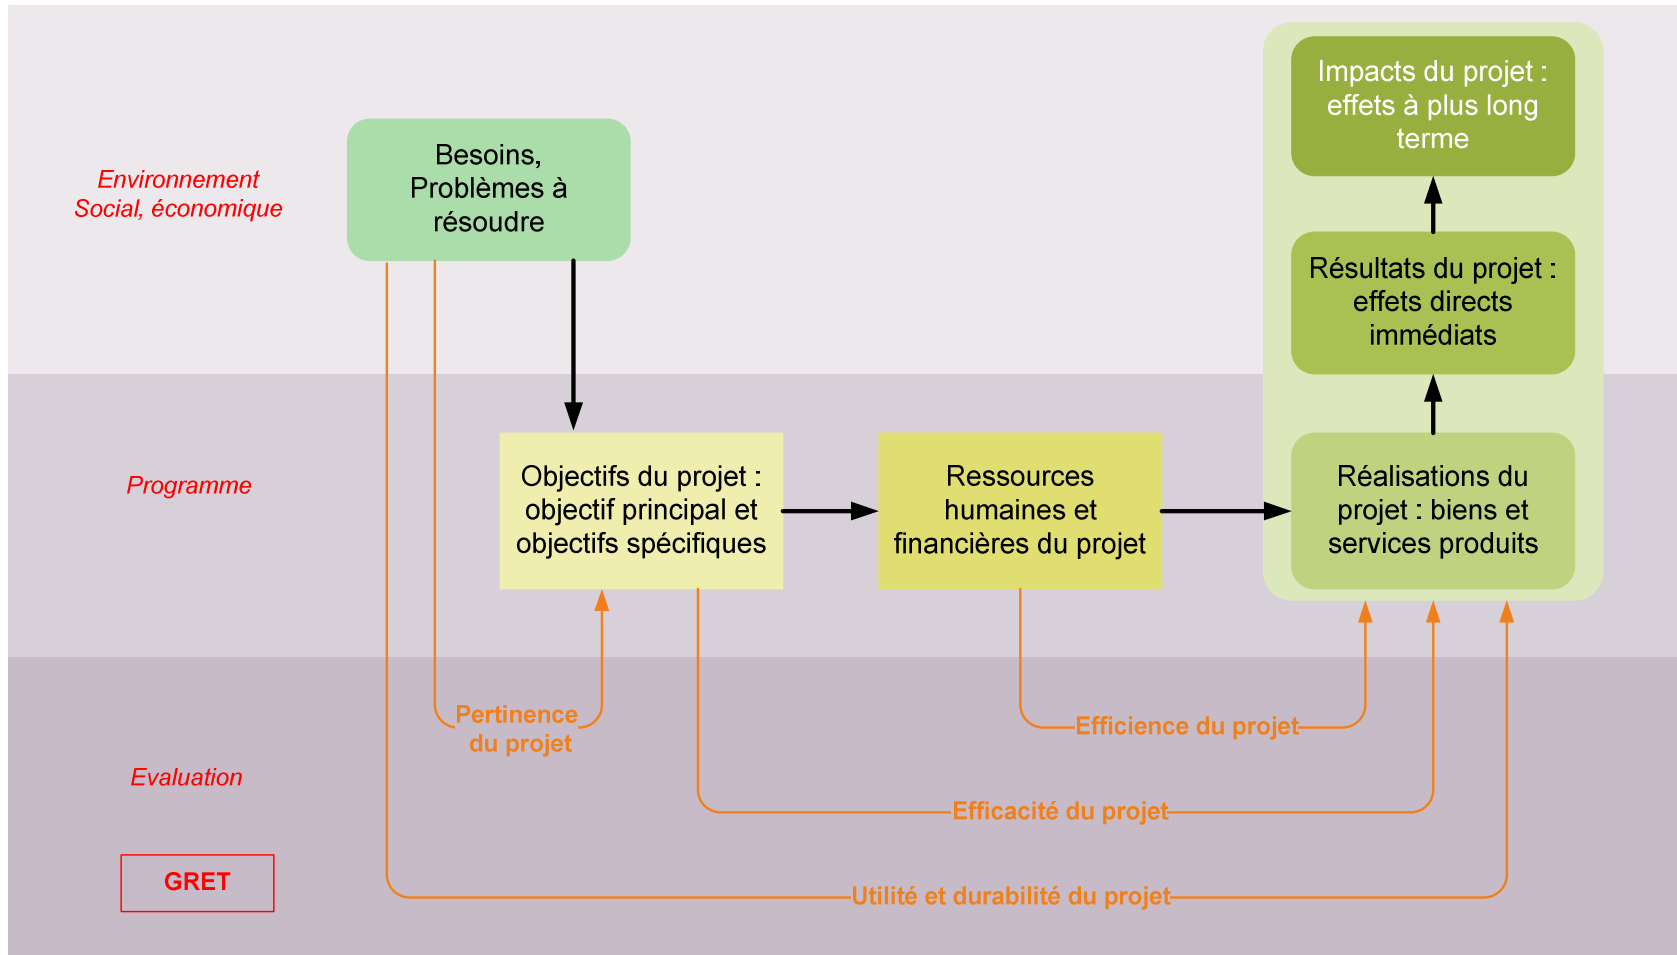 Impacts du projet :
effets à plus long
terme
Besoins,
Problèmes à
résoudre
Environnement
Social, économique
Résultats du projet :
effets directs
immédiats
Programme
Objectifs du projet :
objectif principal et
objectifs spécifiques
Ressources
humaines et
financières du projet
Réalisations du
projet : biens et
services produits
Pertinence
du projet
Efficience du projet
Evaluation
Efficacité du projet
GRET
Utilité et durabilité du projet